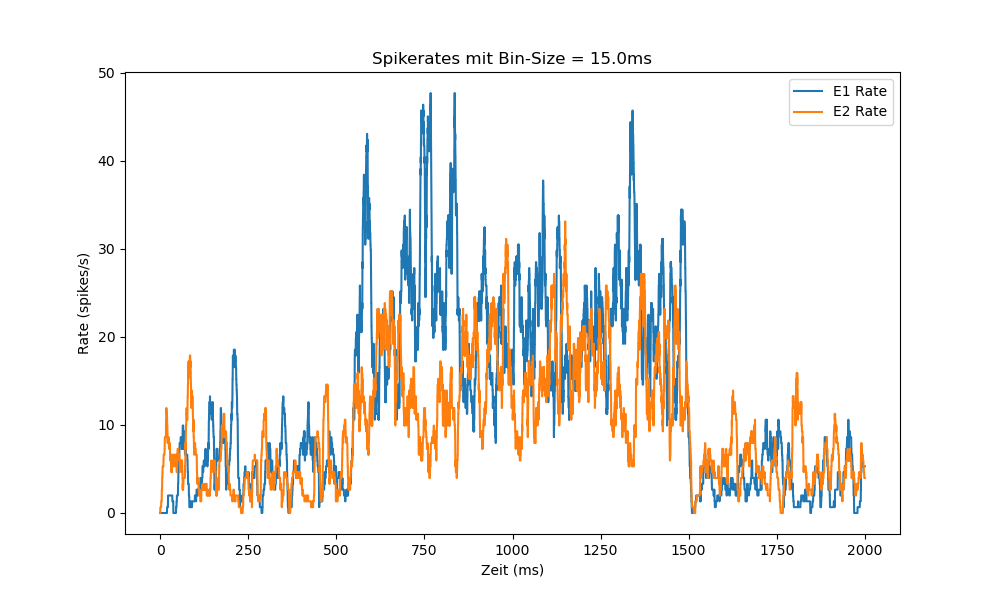 Spikerates mit Bin-Size = 15.0ms
E1 Rate
E2 Rate
50
40
30
20
10
0
Rate (spikes/s)
0 250 500 750 1000 1250 1500 1750 2000
Zeit (ms)